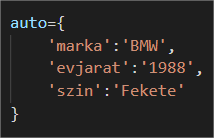 auto={
'marka':'BMW',
'evjarat':'1988',
'szin':'Fekete'
}